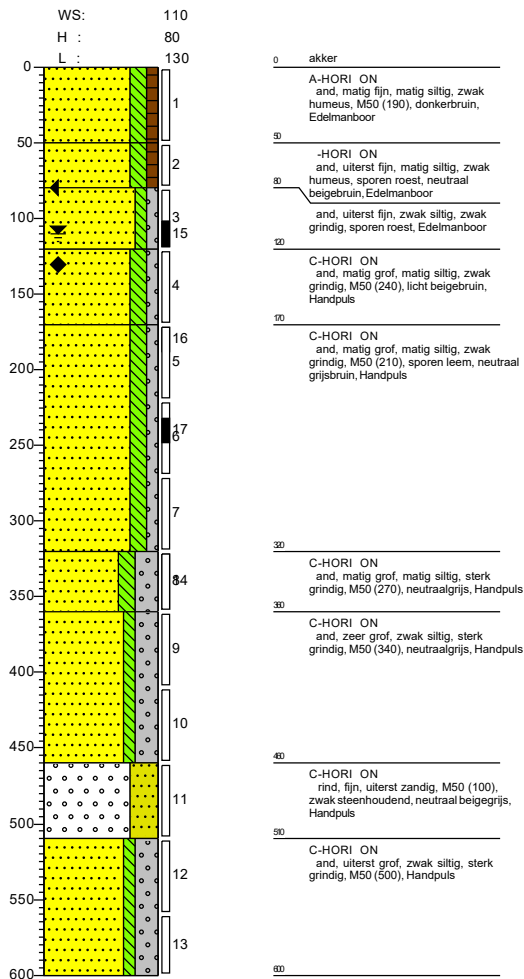 WS: 110
H : 80
L : 130
0
50
100
150
200
250
300
350
400
450
500
550
600
1
2
3
15
4
16
5
17
6
7
8
14
9
10
11
12
13
0 akker
A-HORI ON
and, matig fijn, matig siltig, zwak
humeus, M50 (190), donkerbruin,
Edelmanboor
50
-HORI ON
and, uiterst fijn, matig siltig, zwak
humeus, sporen roest, neutraal
beigebruin, Edelmanboor
80
and, uiterst fijn, zwak siltig, zwak
grindig, sporen roest, Edelmanboor
120
C-HORI ON
and, matig grof, matig siltig, zwak
grindig, M50 (240), licht beigebruin,
Handpuls
170
C-HORI ON
and, matig grof, matig siltig, zwak
grindig, M50 (210), sporen leem, neutraal
grijsbruin, Handpuls
320
C-HORI ON
and, matig grof, matig siltig, sterk
grindig, M50 (270), neutraalgrijs, Handpuls
360
C-HORI ON
and, zeer grof, zwak siltig, sterk
grindig, M50 (340), neutraalgrijs, Handpuls
460
C-HORI ON
rind, fijn, uiterst zandig, M50 (100),
zwak steenhoudend, neutraal beigegrijs,
Handpuls
510
C-HORI ON
and, uiterst grof, zwak siltig, sterk
grindig, M50 (500), Handpuls
600